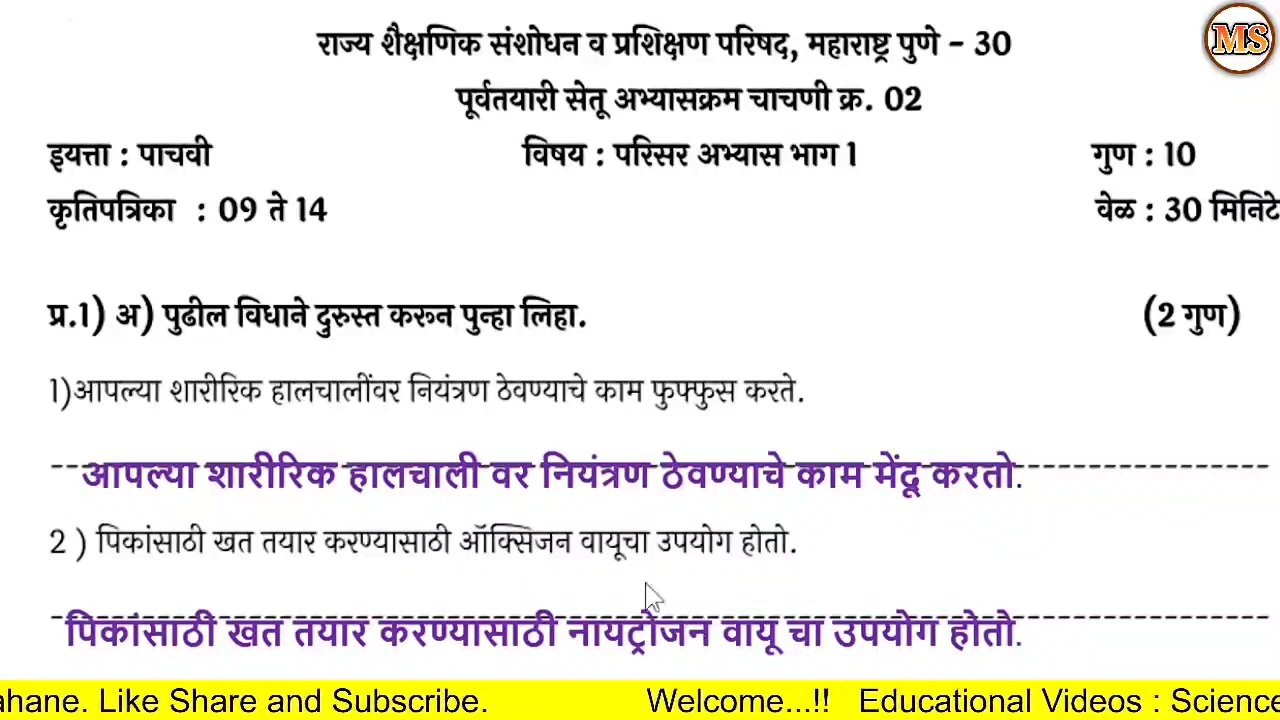 MS
राज्य शैक्षणिक संशोधन व प्रशिक्षण परिषद, महाराष्ट्र पुणे - 30
पूर्वतयारी सेतू अभ्यासक्रम चाचणी क्र. 02
इयत्ता : पाचवी विषय : परिसर अभ्यास भाग 1 गुण : 10
कृतिपत्रिका : 09 ते 14 वेळ : 30 मिनिटे
प्र.1) अ) पुढील विधाने दुरुस्त करून पुन्हा लिहा. (2 गुण)
1)आपल्या शारीरिक हालचालींवर नियंत्रण ठेवण्याचे काम फुफ्फुस करते.
आपल्या शारीरिक हालचाली वर नियंत्रण ठेवण्याचे काम मेंदू करतो.
2 ) पिकांसाठी खत तयार करण्यासाठी ऑक्सिजन वायूचा उपयोग होतो.
पिकांसाठी खत तयार करण्यासाठी नायट्रोजन वायू चा उपयोग होतो.
ahane. Like Share and Subscribe. Welcome...!! Educational Videos : Science